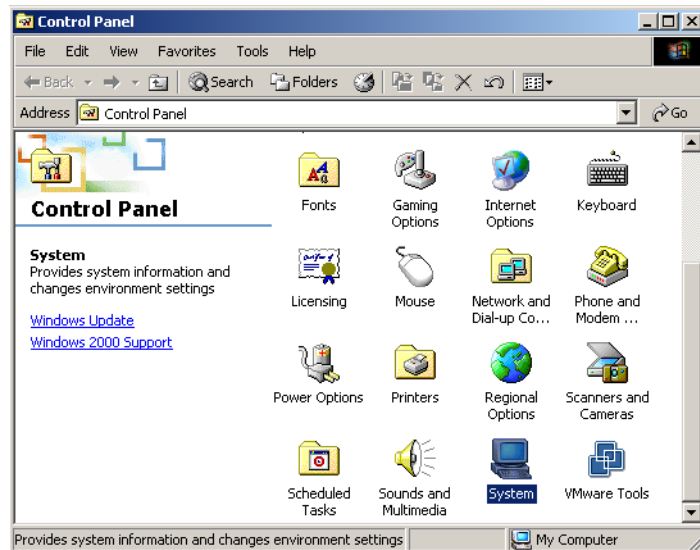 Control Panel
File Edit View Favorites Tools Help
Back Search Folders
Address Control Panel Go
Control Panel
System
Provides system information and
changes environment settings
Windows Update
Windows 2000 Support
Fonts
Gaming
Options
Internet
Options
Keyboard
Licensing
Mouse
Network and
Dial-up Co...
Phone and
Modem ...
Power Options
Printers
Regional
Options
Scanners and
Cameras
Scheduled
Tasks
Sounds and
Multimedia
System
VMware Tools
Provides system information and changes environment settings My Computer